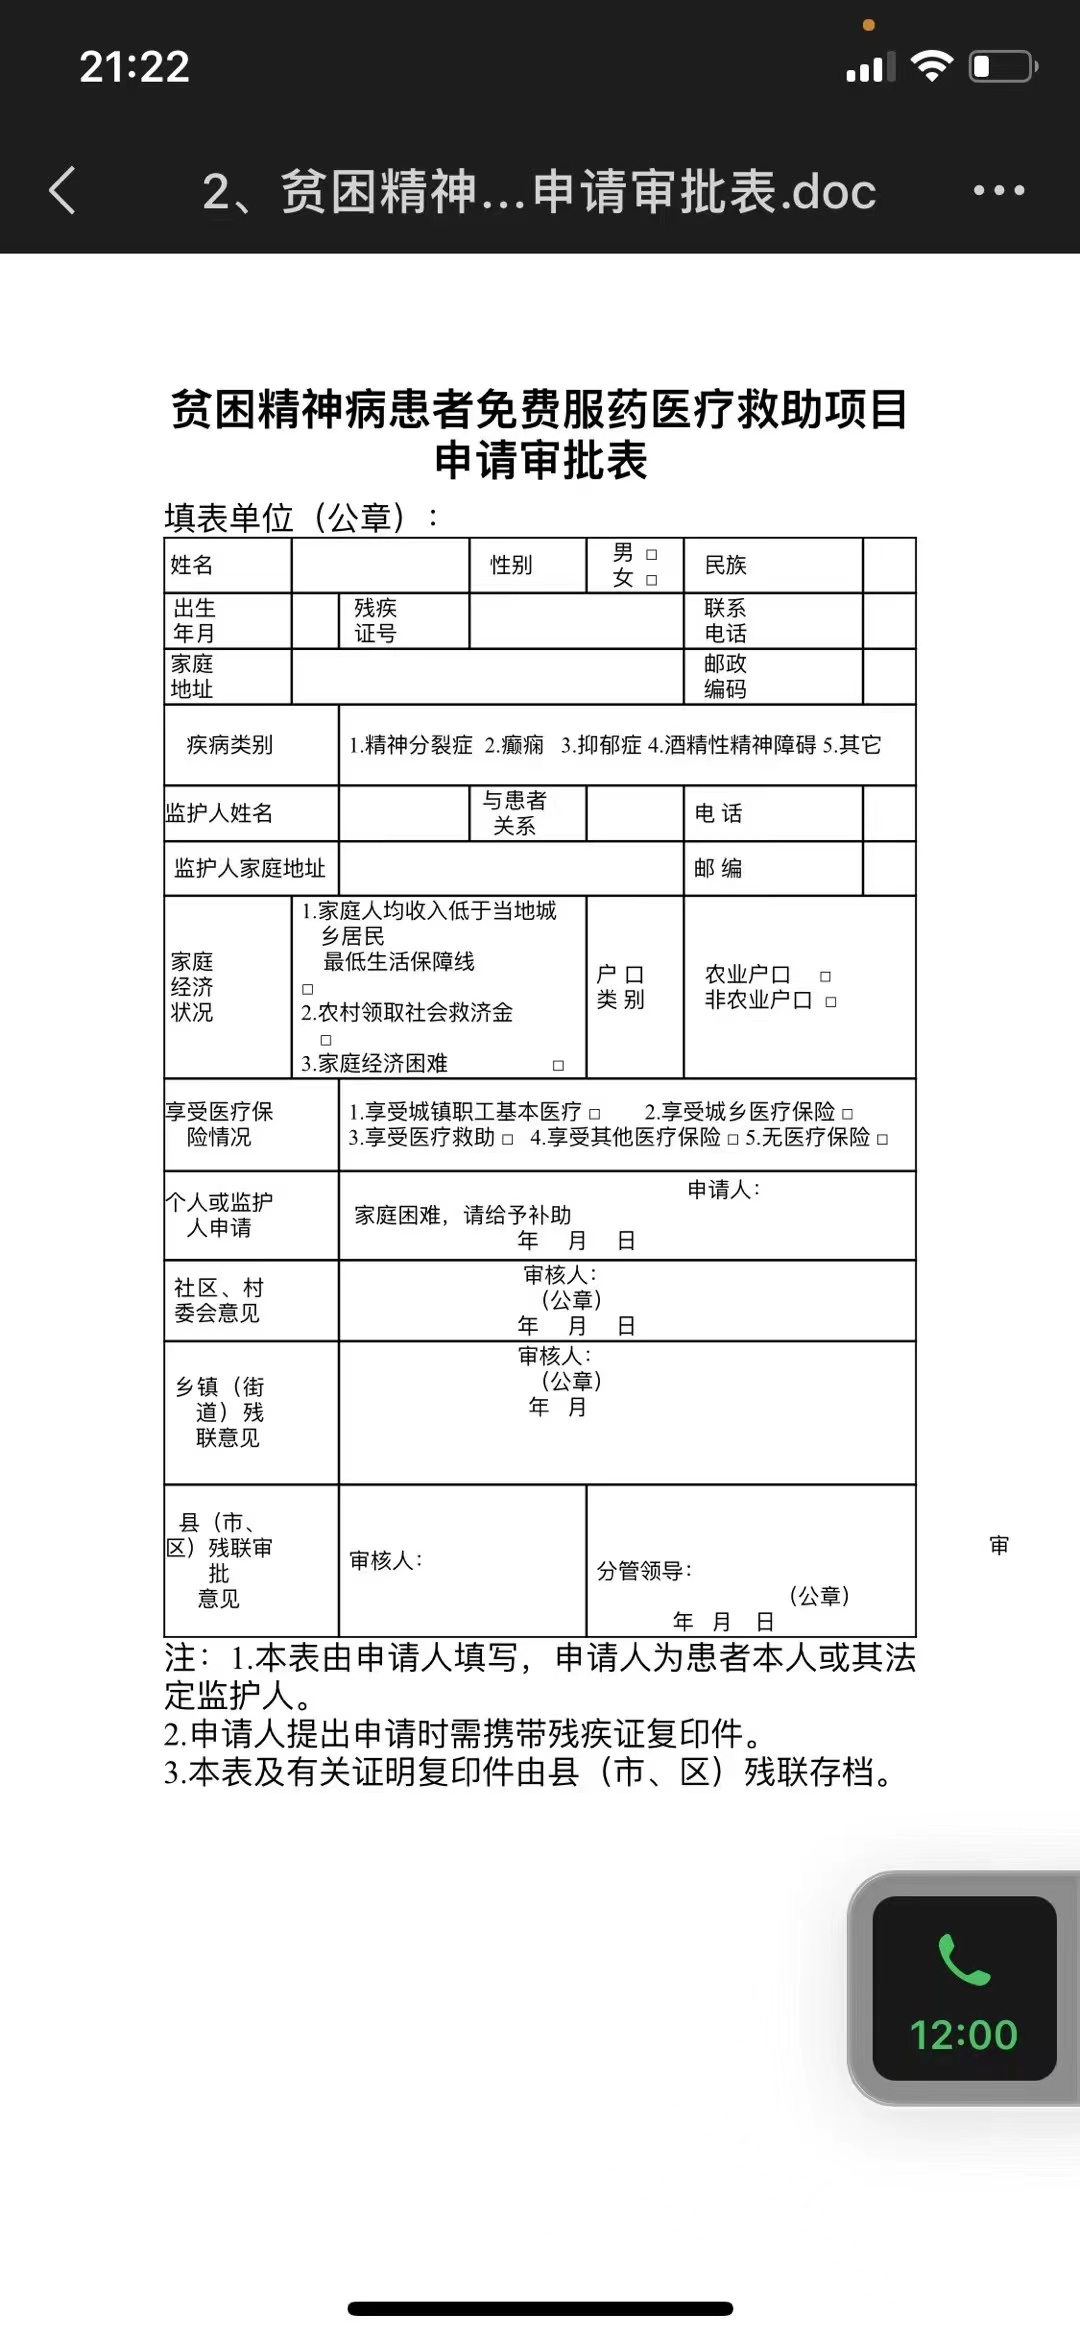 21:22
2、贫困精神...申请审批表.doc
贫困精神病患者免费服药医疗救助项目
申请审批表
填表单位（公章）：
姓名 性别 男 □ 女 □ 民族
出生年月 残疾证号 联系电话
家庭地址 邮政编码
疾病类别 1.精神分裂症 2.癫痫 3.抑郁症 4.酒精性精神障碍 5.其它
监护人姓名 与患者关系 电 话
监护人家庭地址 邮 编
家庭
经济
状况
1.家庭人均收入低于当地城
乡居民
最低生活保障线
□
2.农村领取社会救济金
□
3.家庭经济困难 □
户 口
类 别
农业户口 □
非农业户口 □
享受医疗保
险情况
1.享受城镇职工基本医疗 □ 2.享受城乡医疗保险 □
3.享受医疗救助 □ 4.享受其他医疗保险 □ 5.无医疗保险 □
个人或监护
人申请
申请人：
家庭困难，请给予补助
年 月 日
社区、村
委会意见
审核人：
（公章）
年 月 日
乡镇（街
道）残
联意见
审核人：
（公章）
年 月
县（市、
区）残联审
批
意见
审核人：
分管领导：
（公章）
年 月 日
审
注：1.本表由申请人填写，申请人为患者本人或其法
定监护人。
2.申请人提出申请时需携带残疾证复印件。
3.本表及有关证明复印件由县（市、区）残联存档。
12:00